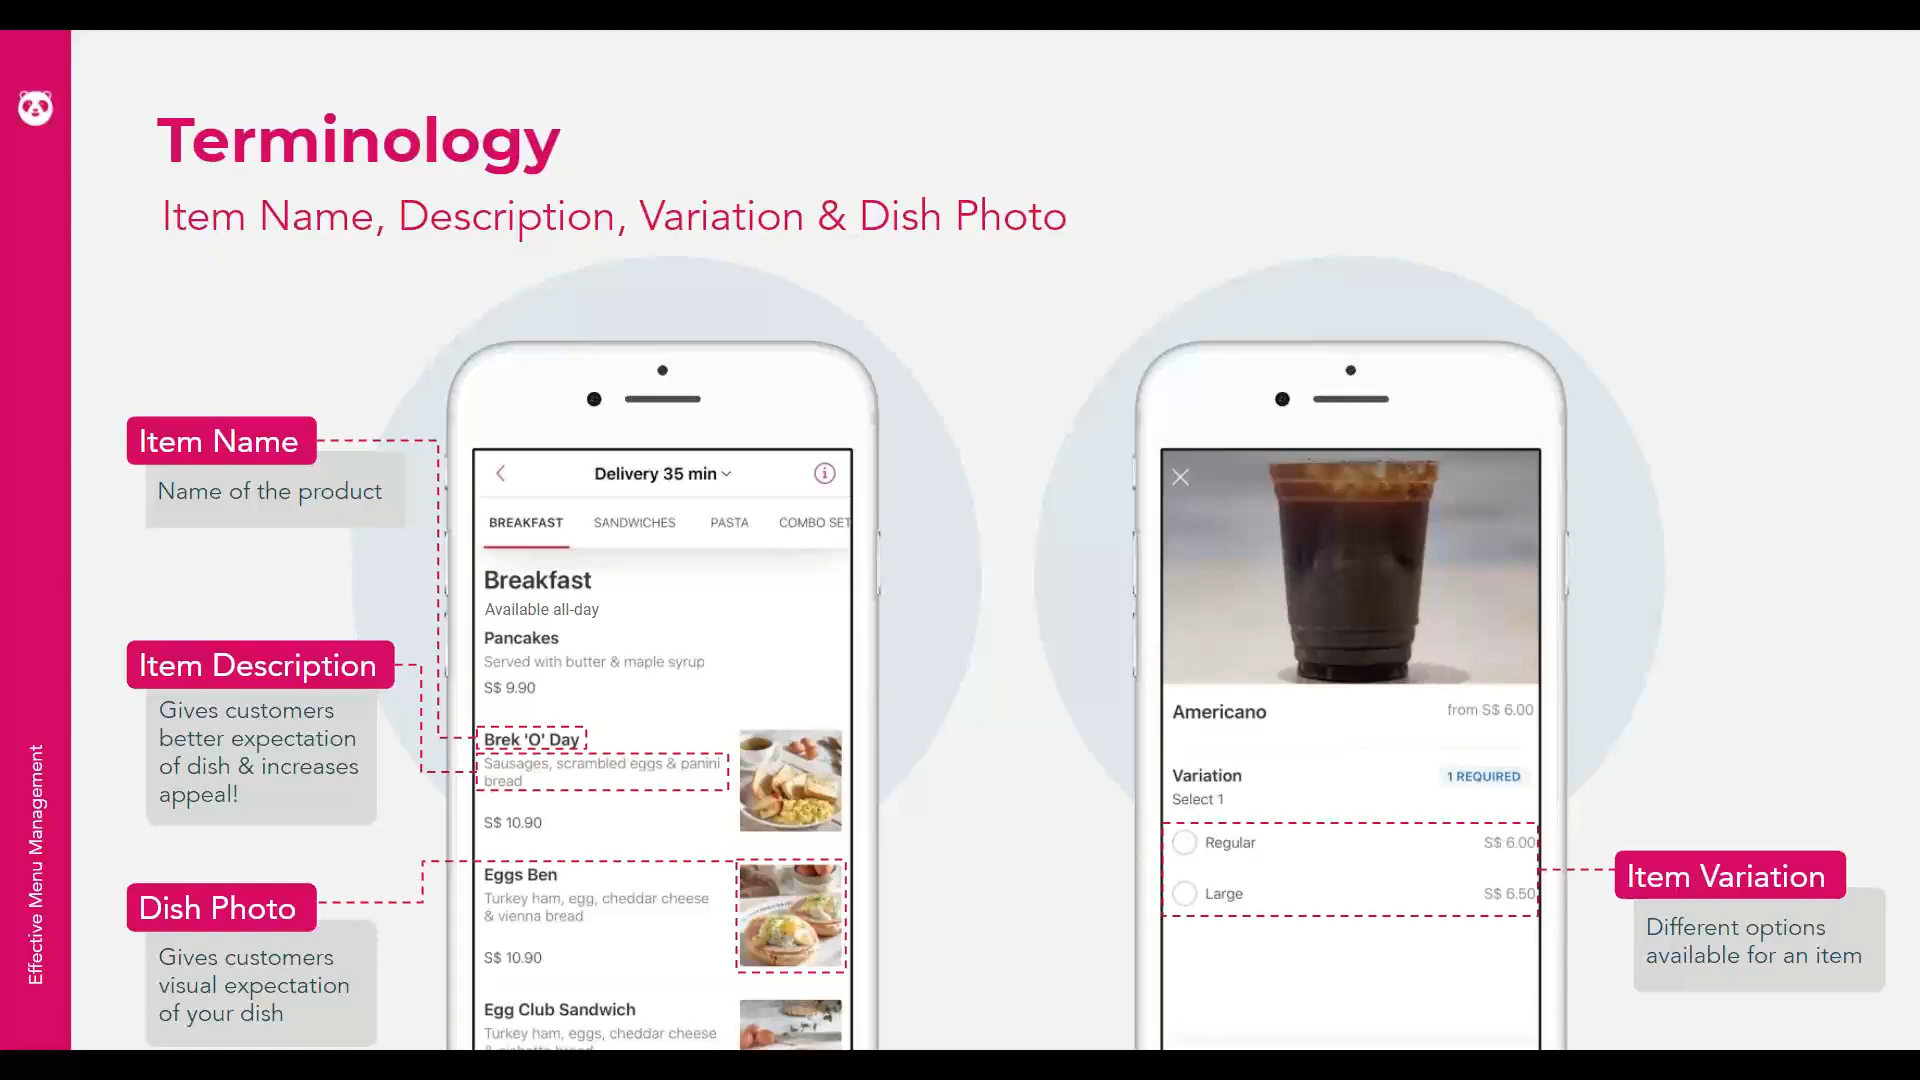 Terminology
Item Name, Description, Variation & Dish Photo
Item Name
Name of the product
Item Description
Gives customers
better expectation
of dish & increases
appeal!
Dish Photo
Gives customers
visual expectation
of your dish
Effective Menu Management
Delivery 35 min
BREAKFAST SANDWICHES PASTA COMBO SET
Breakfast
Available all-day
Pancakes
Served with butter & maple syrup
S$ 9.90
Brek 'O' Day
Sausages, scrambled eggs & panini
bread
S$ 10.90
Eggs Ben
Turkey ham, egg, cheddar cheese
& vienna bread
S$ 10.90
Egg Club Sandwich
Turkey ham, eggs, cheddar cheese
Americano from S$ 6.00
Variation 1 REQUIRED
Select 1
Regular S$ 6.00
Large S$ 6.50
Item Variation
Different options
available for an item